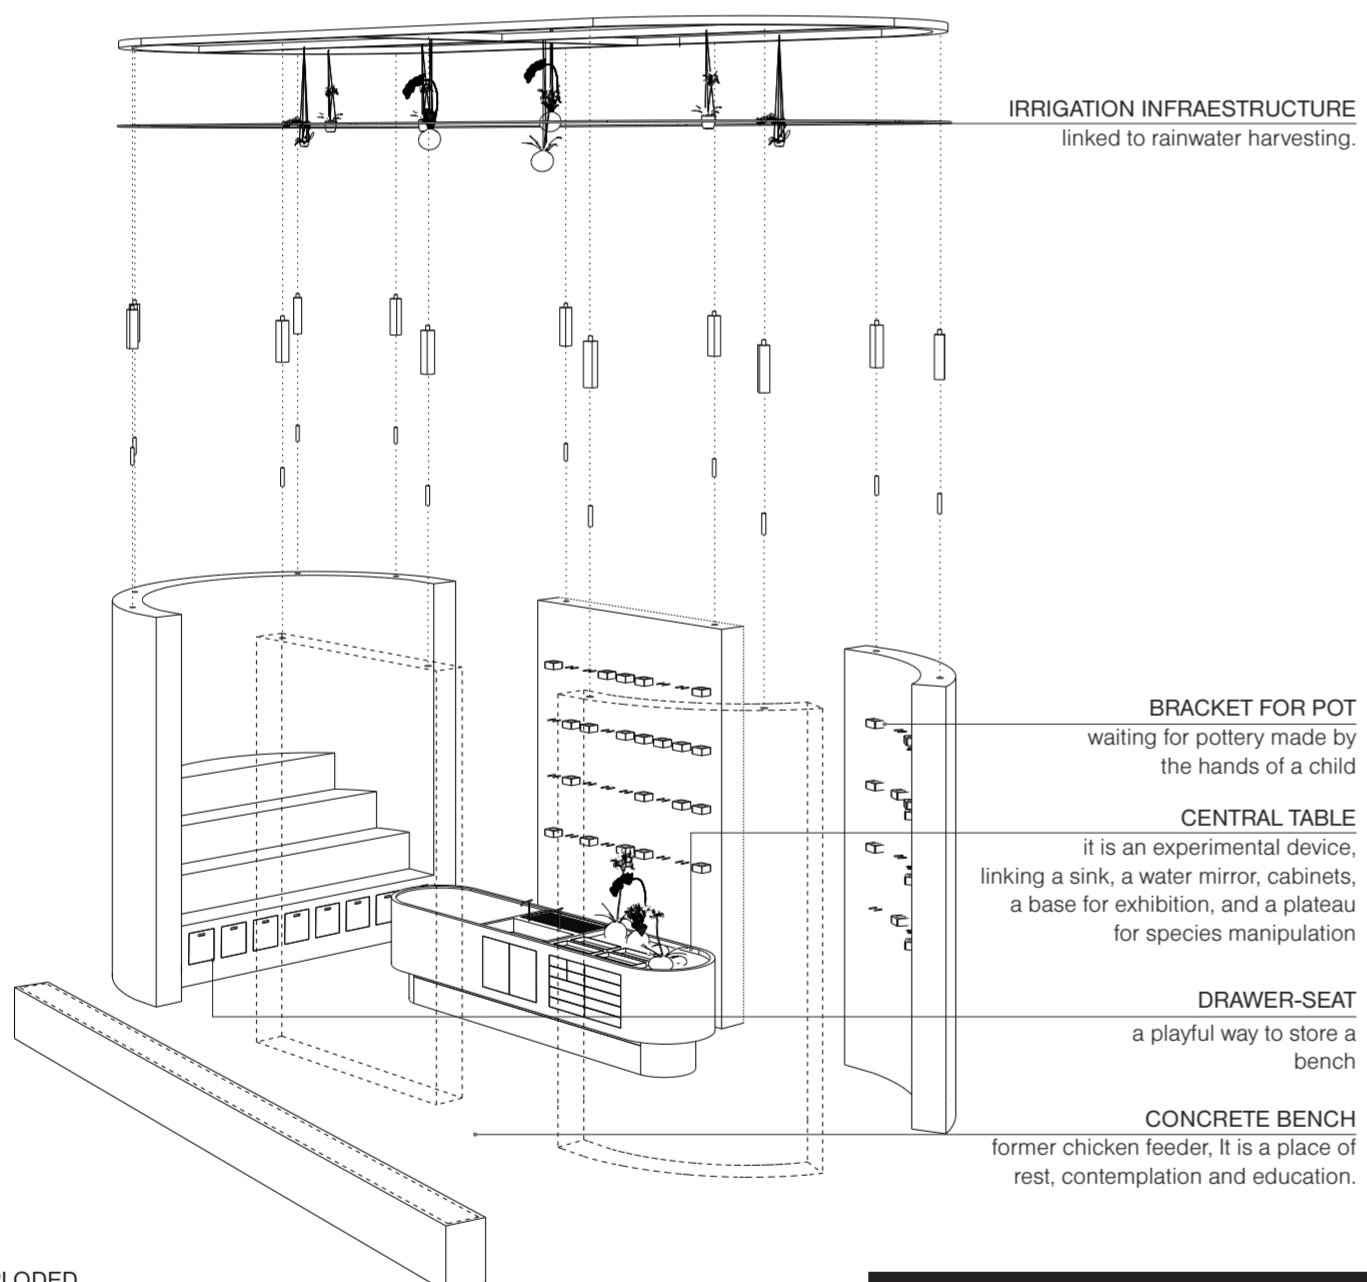 IRRIGATION INFRAESTRUCTURE
linked to rainwater harvesting.
BRACKET FOR POT
waiting for pottery made by
the hands of a child
CENTRAL TABLE
it is an experimental device,
linking a sink, a water mirror, cabinets,
a base for exhibition, and a plateau
for species manipulation
DRAWER-SEAT
a playful way to store a
bench
CONCRETE BENCH
former chicken feeder, It is a place of
rest, contemplation and education.